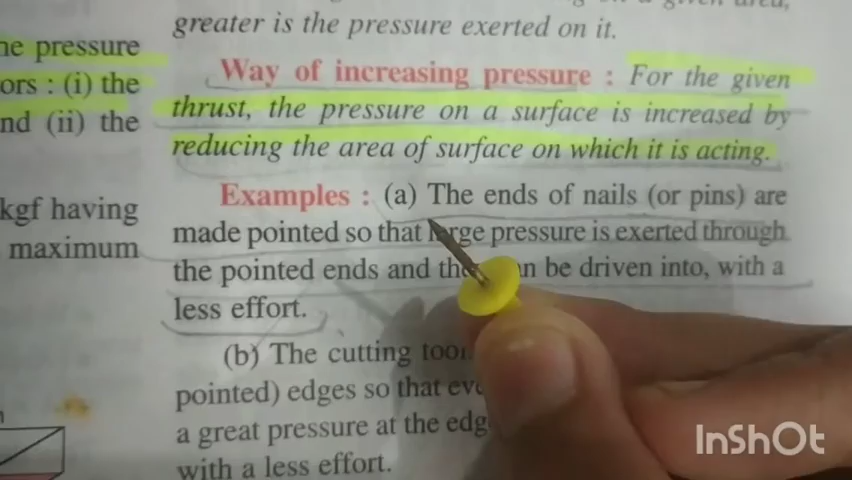 greater is the pressure exerted on it.
he pressure
ors : (i) the
nd (ii) the
kgf having
maximum
Way of increasing pressure : For the given
thrust, the pressure on a surface is increased by
reducing the area of surface on which it is acting.
Examples : (a) The ends of nails (or pins) are
made pointed so that large pressure is exerted through
the pointed ends and be driven into, with a
less effort.
(b) The cutting
pointed) edges so that
a great pressure at the
with a less effort.
InShOt